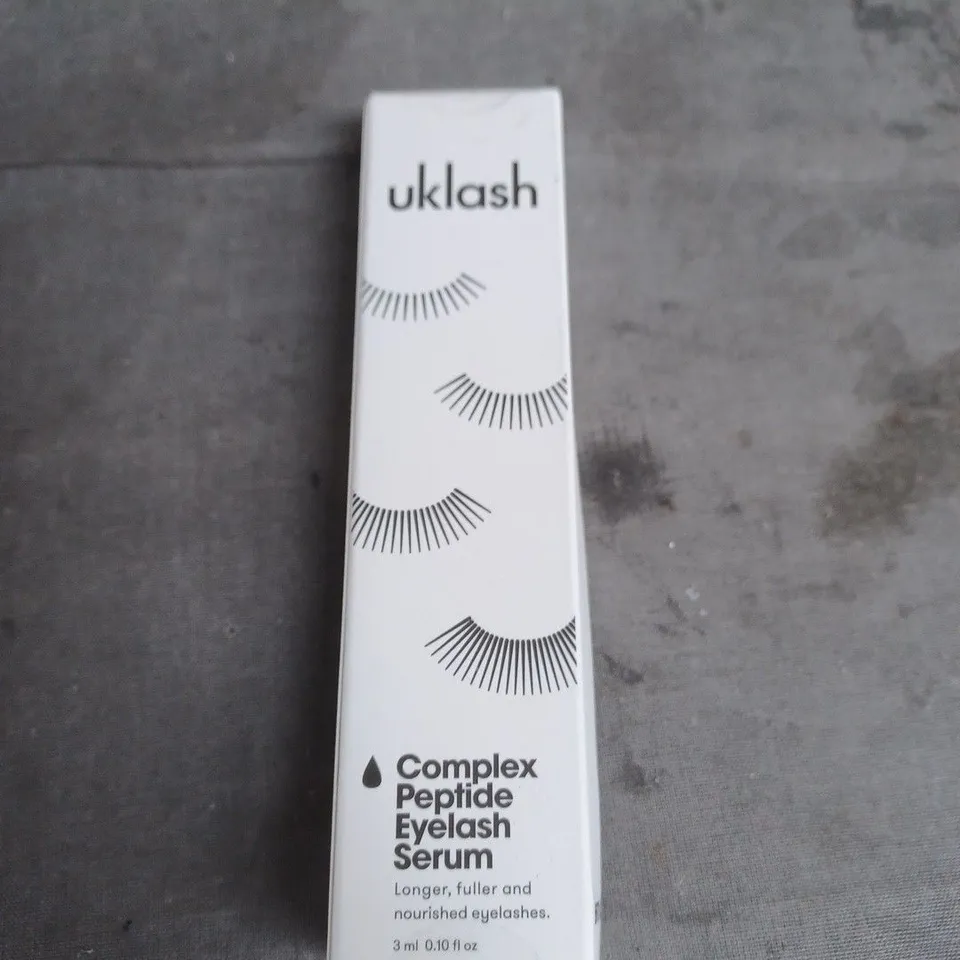 uklash
Complex
Peptide
Eyelash
Serum
Longer, fuller and
nourished eyelashes.
3 ml 0.10 fl oz